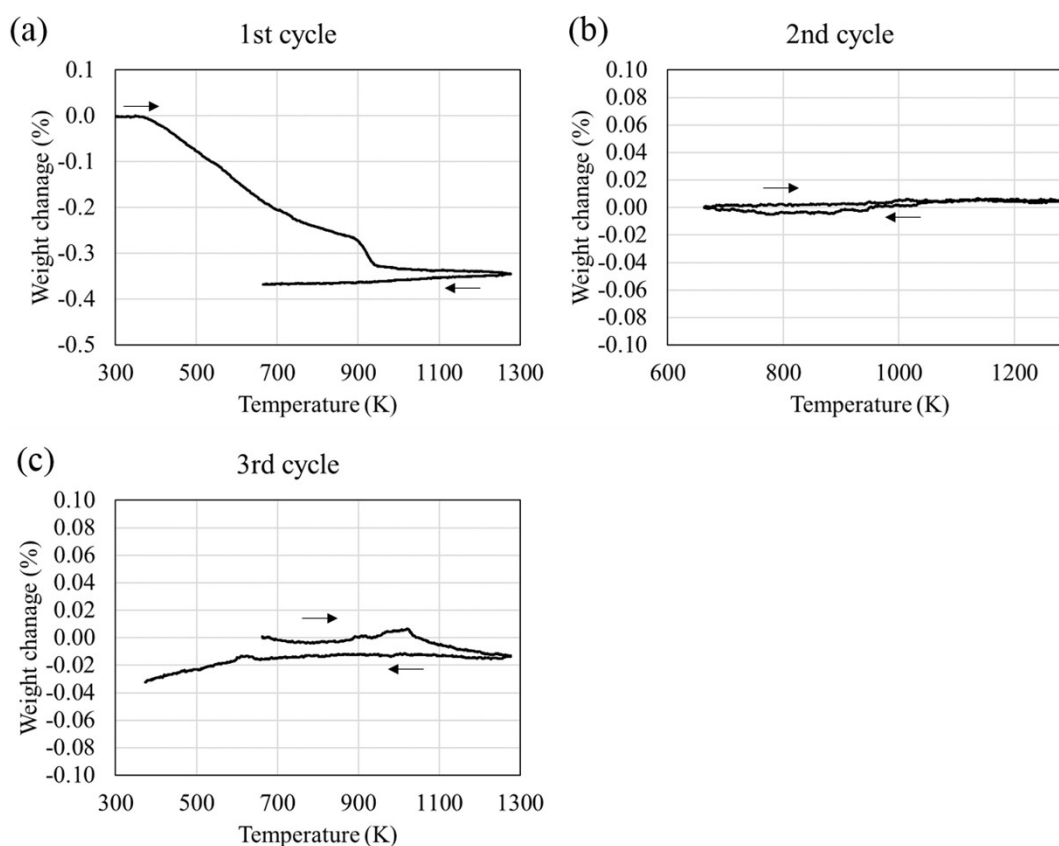 (a)
1st cycle
0.1
0.0
-0.1
-0.2
-0.3
-0.4
-0.5
Weight chanage (%)
300 500 700 900 1100 1300
Temperature (K)
(b)
2nd cycle
0.10
0.08
0.06
0.04
0.02
0.00
-0.02
-0.04
-0.06
-0.08
-0.10
Weight chanage (%)
600 800 1000 1200
Temperature (K)
(c)
3rd cycle
0.10
0.08
0.06
0.04
0.02
0.00
-0.02
-0.04
-0.06
-0.08
-0.10
Weight chanage (%)
300 500 700 900 1100 1300
Temperature (K)